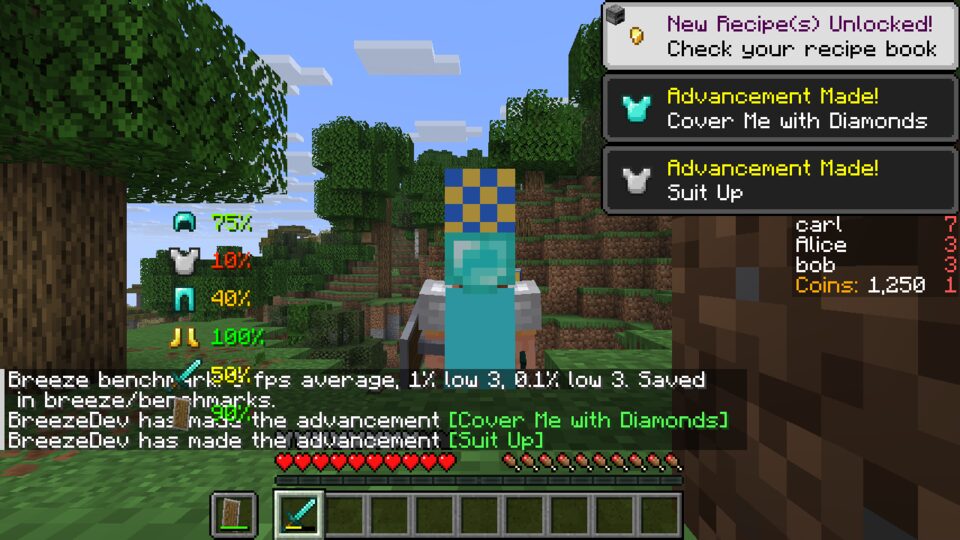 New Recipe(s) Unlocked!
Check your recipe book
Advancement Made!
Cover Me with Diamonds
Advancement Made!
Suit Up
carl 7
Alice 3
bob 3
Coins: 1,250 1
75%
10%
40%
100%
50%
90%
Breeze fps average, 1% low 3, 0.1% low 3. Saved
in breeze/benchmarks.
BreezeDev has made the advancement [Cover Me with Diamonds]
BreezeDev has made the advancement [Suit Up]